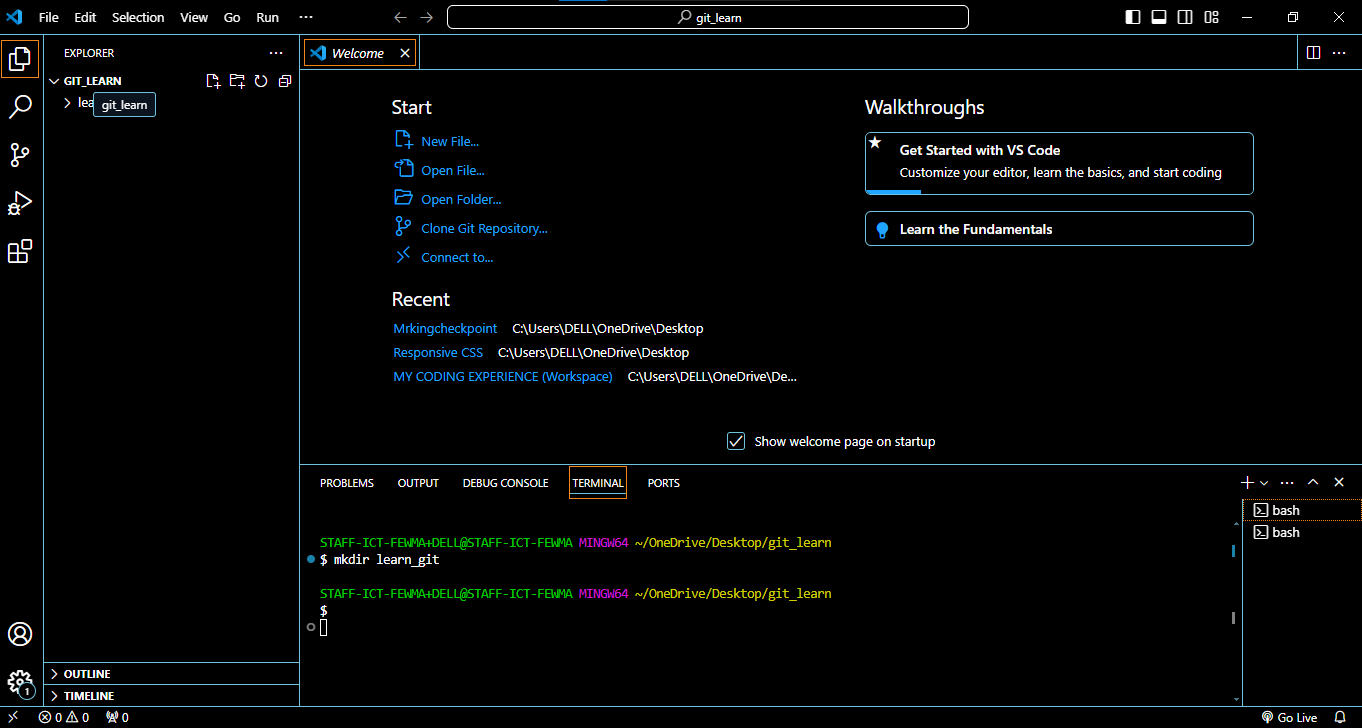 File Edit Selection View Go Run ···
git_learn
EXPLORER
GIT_LEARN
git_learn
Welcome
Start
New File...
Open File...
Open Folder...
Clone Git Repository...
Connect to...
Recent
Mrkingcheckpoint C:\Users\DELL\OneDrive\Desktop
Responsive CSS C:\Users\DELL\OneDrive\Desktop
MY CODING EXPERIENCE (Workspace) C:\Users\DELL\OneDrive\De...
Walkthroughs
Get Started with VS Code
Customize your editor, learn the basics, and start coding
Learn the Fundamentals
Show welcome page on startup
PROBLEMS OUTPUT DEBUG CONSOLE TERMINAL PORTS
STAFF-ICT-FEWMA+DELL@STAFF-ICT-FEWMA MINGW64 ~/OneDrive/Desktop/git_learn
$ mkdir learn_git
STAFF-ICT-FEWMA+DELL@STAFF-ICT-FEWMA MINGW64 ~/OneDrive/Desktop/git_learn
$
bash
bash
OUTLINE
TIMELINE
1
0 0 0
Go Live